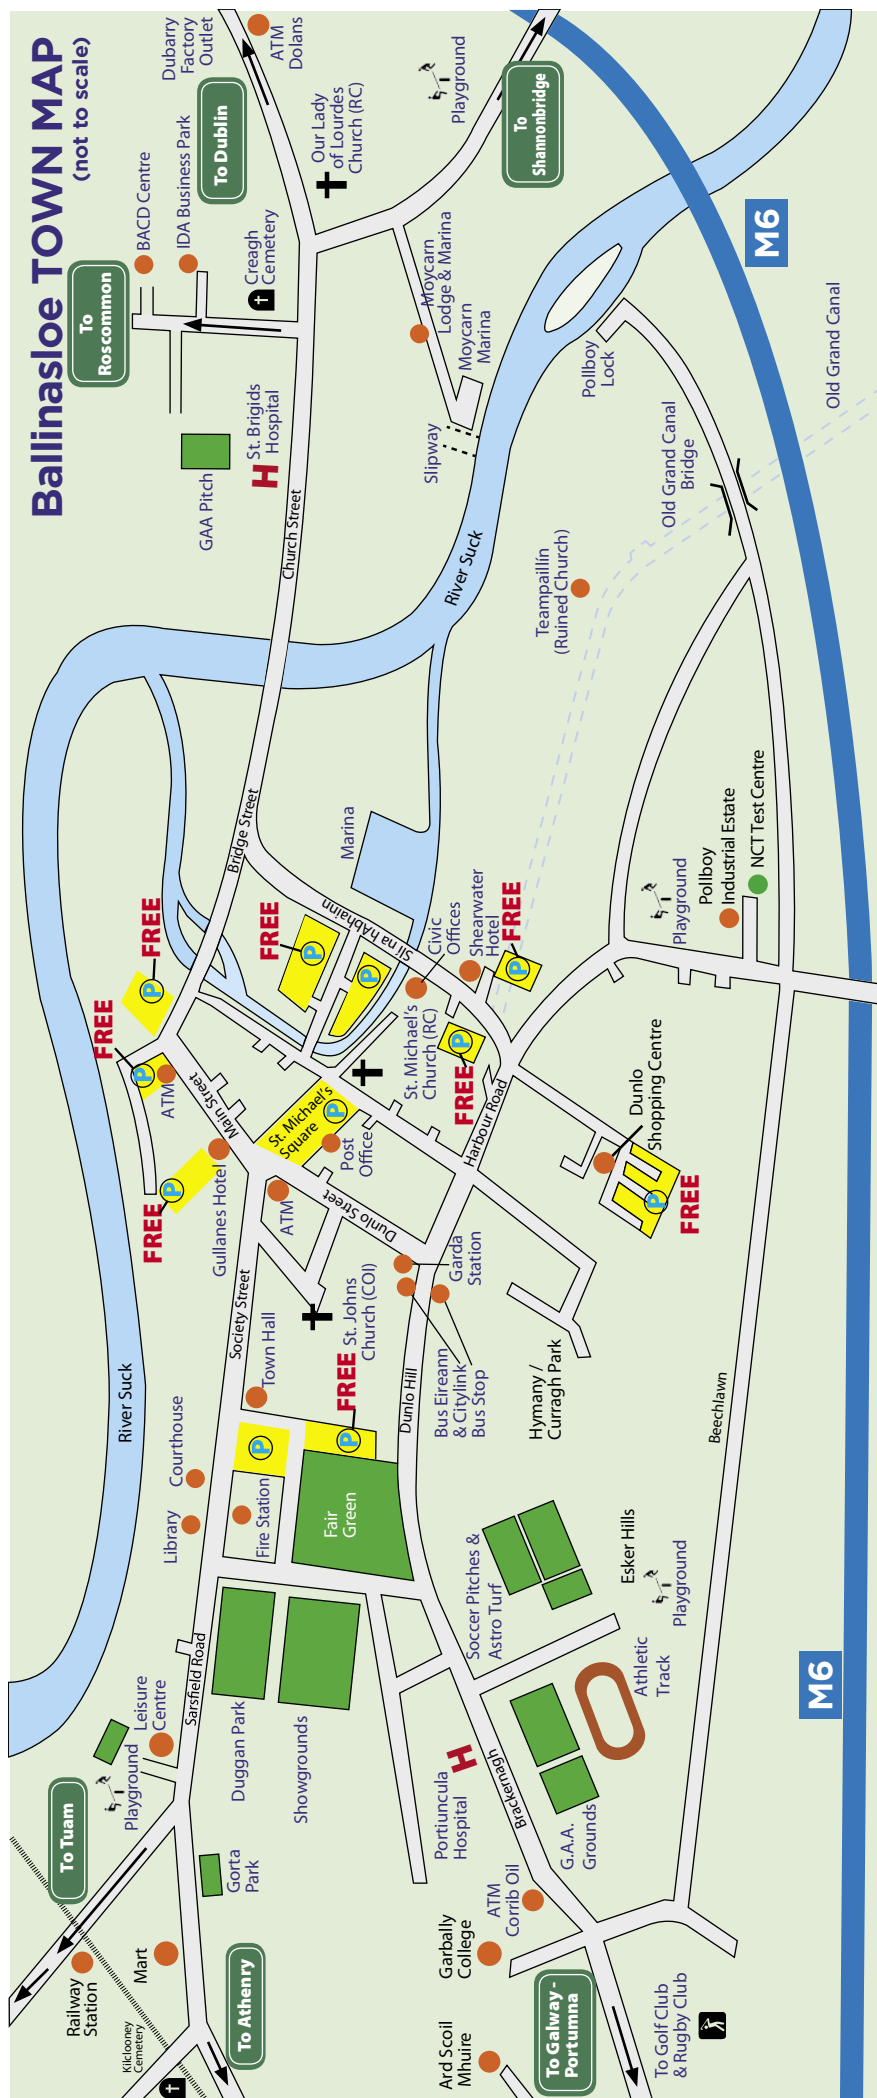 Ballinasloe TOWN MAP
(not to scale)
To Tuam
Railway
Station
Mart
Kilclooney
Cemetery
To Athenry
Gorta
Park
Playground
Leisure
Centre
Sarsfield Road
Duggan Park
Showgrounds
Library
Courthouse
Fire Station
Fair
Green
P
P
FREE
Town Hall
Society Street
River Suck
St. Johns
Church (COI)
Dunlo Hill
Bus Eireann
& Citylink
Bus Stop
Garda
Station
Hymany /
Curragh Park
Beechlawn
Soccer Pitches &
Astro Turf
Esker Hills
Playground
Athletic
Track
G.A.A.
Grounds
Brackernagh
H
Portiuncula
Hospital
ATM
Corrib Oil
Garbally
College
Ard Scoil
Mhuire
To Galway -
Portumna
To Golf Club
& Rugby Club
M6
FREE
P
Gullanes Hotel
ATM
Dunlo Street
Main Street
FREE
P
ATM
FREE
P
St. Michael's
Square
P
Post
Office
St. Michael's
Church (RC)
FREE
P
Harbour Road
Dunlo
Shopping Centre
P
FREE
FREE
P
P
Slí na hAbhainn
Civic
Offices
Shearwater
Hotel
FREE
P
Marina
Bridge Street
Playground
Pollboy
Industrial Estate
NCT Test Centre
River Suck
Teampaillín
(Ruined Church)
Old Grand Canal
Bridge
Old Grand Canal
Pollboy
Lock
Slipway
Moycarn
Marina
Moycarn
Lodge & Marina
Church Street
GAA Pitch
H
St. Brigids
Hospital
To
Roscommon
BACD Centre
IDA Business Park
Creagh
Cemetery
To Dublin
Dubarry
Factory
Outlet
ATM
Dolans
Our Lady
of Lourdes
Church (RC)
Playground
To
Shannonbridge
M6